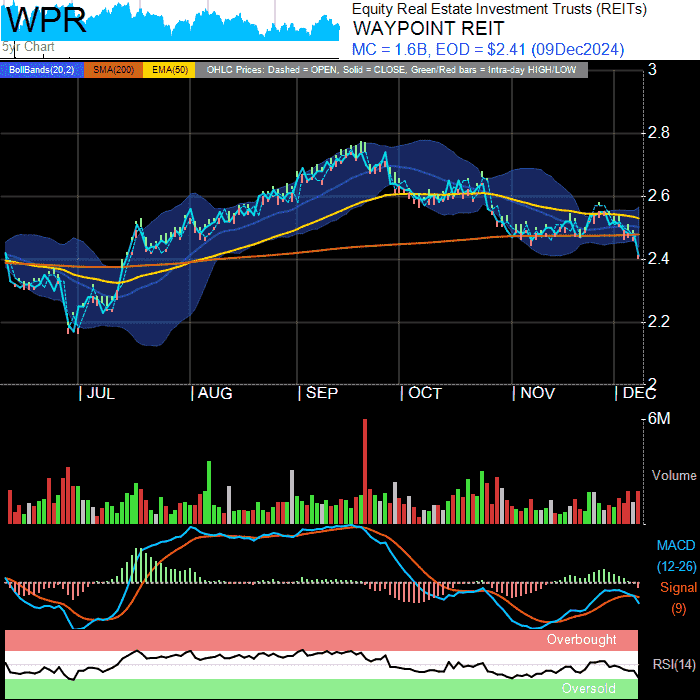 WPR
5yr Chart
Equity Real Estate Investment Trusts (REITs)
WAYPOINT REIT
MC = 1.6B, EOD = $2.41 (09Dec2024)
BollBands(20,2) SMA(200) EMA(50) OHLC Prices: Dashed = OPEN, Solid = CLOSE, Green/Red bars = Intra-day HIGH/LOW
3
2.8
2.6
2.4
2.2
2
JUL AUG SEP OCT NOV DEC
6M
Volume
MACD
(12-26)
Signal
(9)
Overbought
RSI(14)
Oversold